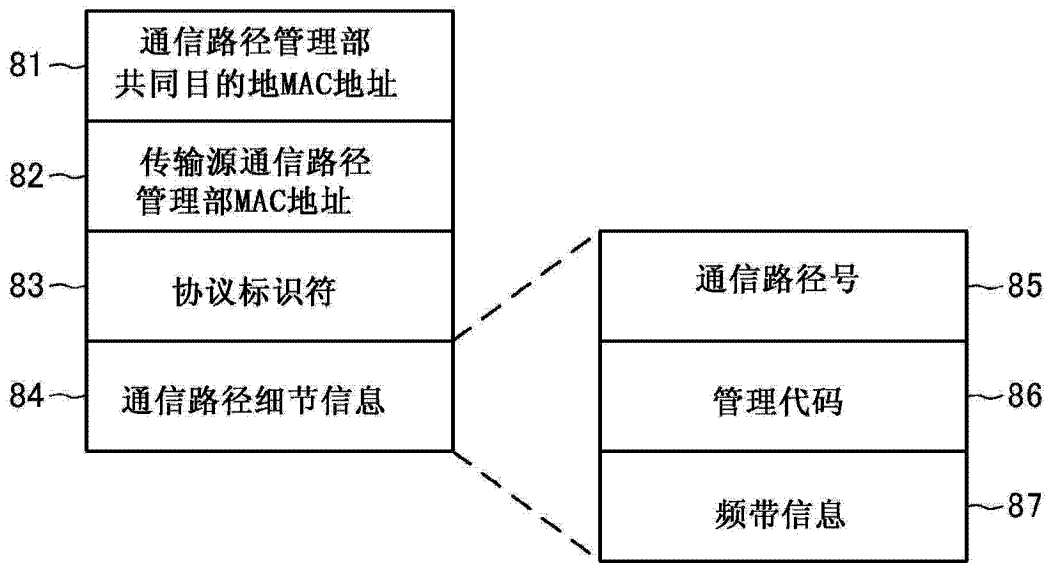 81
通信路径管理部
共同目的地MAC地址
82
传输源通信路径
管理部MAC地址
83
协议标识符
84
通信路径细节信息
通信路径号
85
管理代码
86
频带信息
87